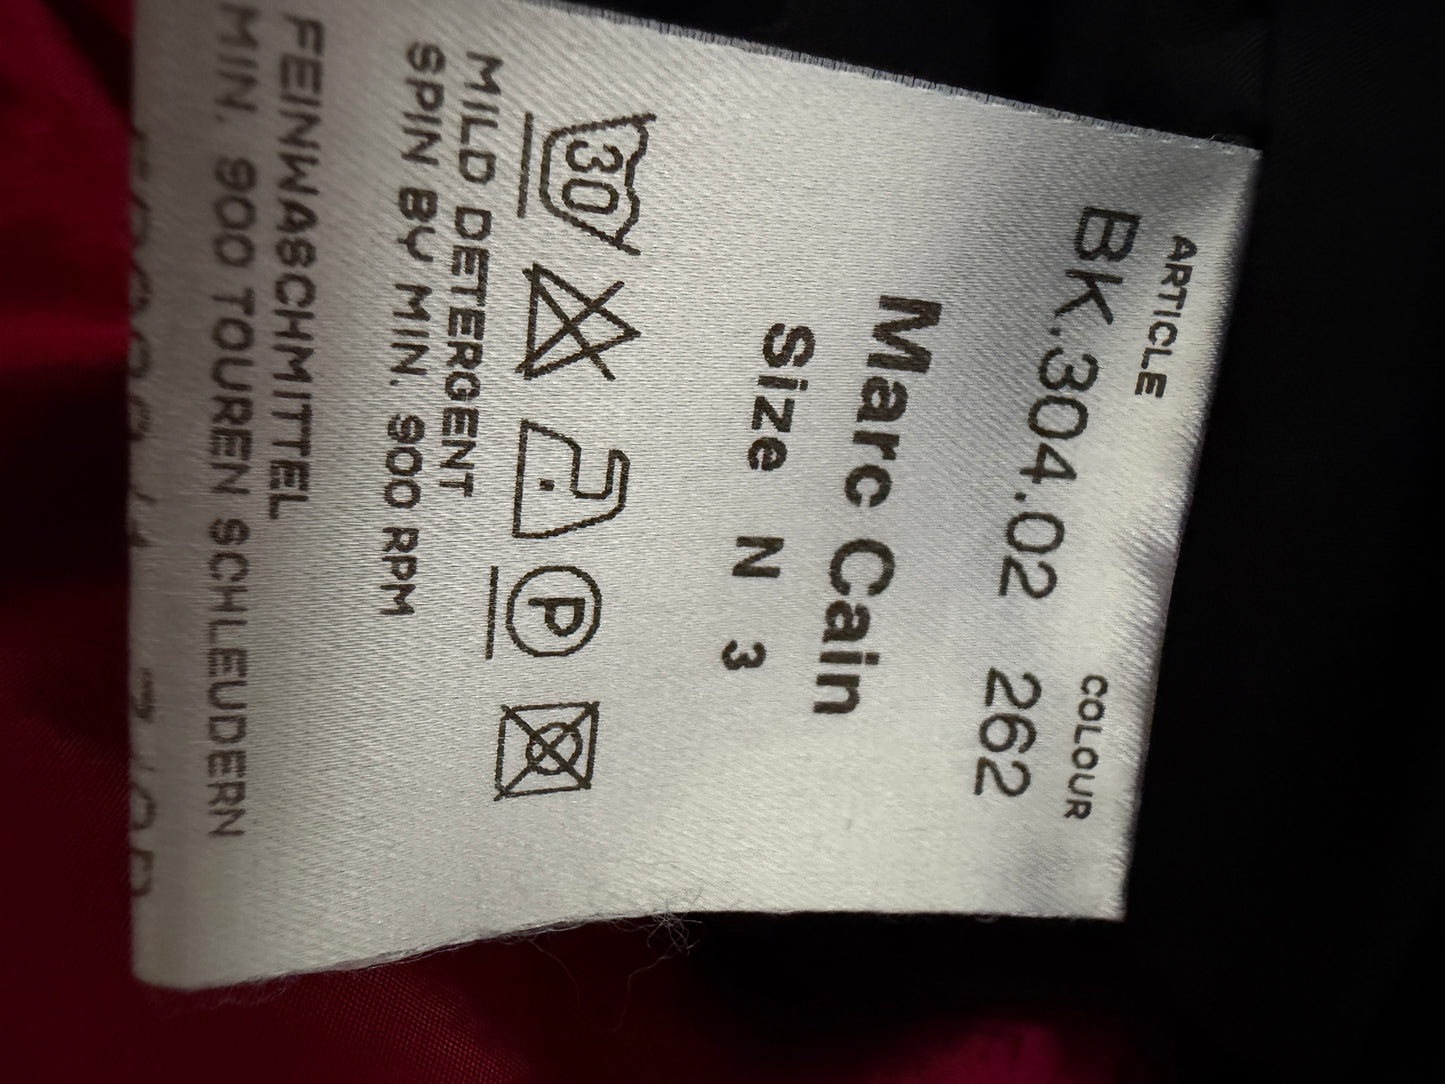 ARTICLE COLOUR
BK.304.02 262
Marc Cain
Size N 3
30 P
MILD DETERGENT
SPIN BY MIN. 900 RPM
FEINWASCHMITTEL
MIN. 900 TOUREN SCHLEUDERN